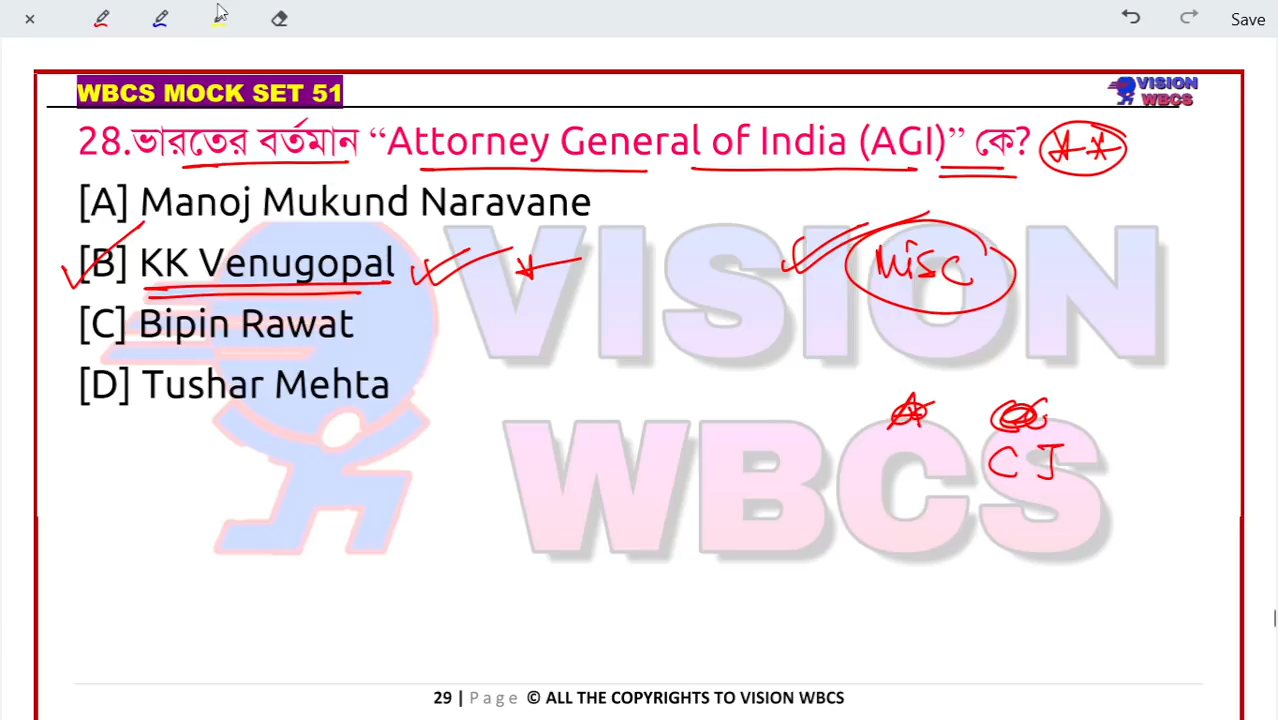 Save
WBCS MOCK SET 51
VISION
WBCS
28.ভারতের বর্তমান “Attorney General of India (AGI)” কে?
[A] Manoj Mukund Naravane
[B] KK Venugopal
Misc
[C] Bipin Rawat
[D] Tushar Mehta
C J
VISION
WBCS
29 | Page © ALL THE COPYRIGHTS TO VISION WBCS